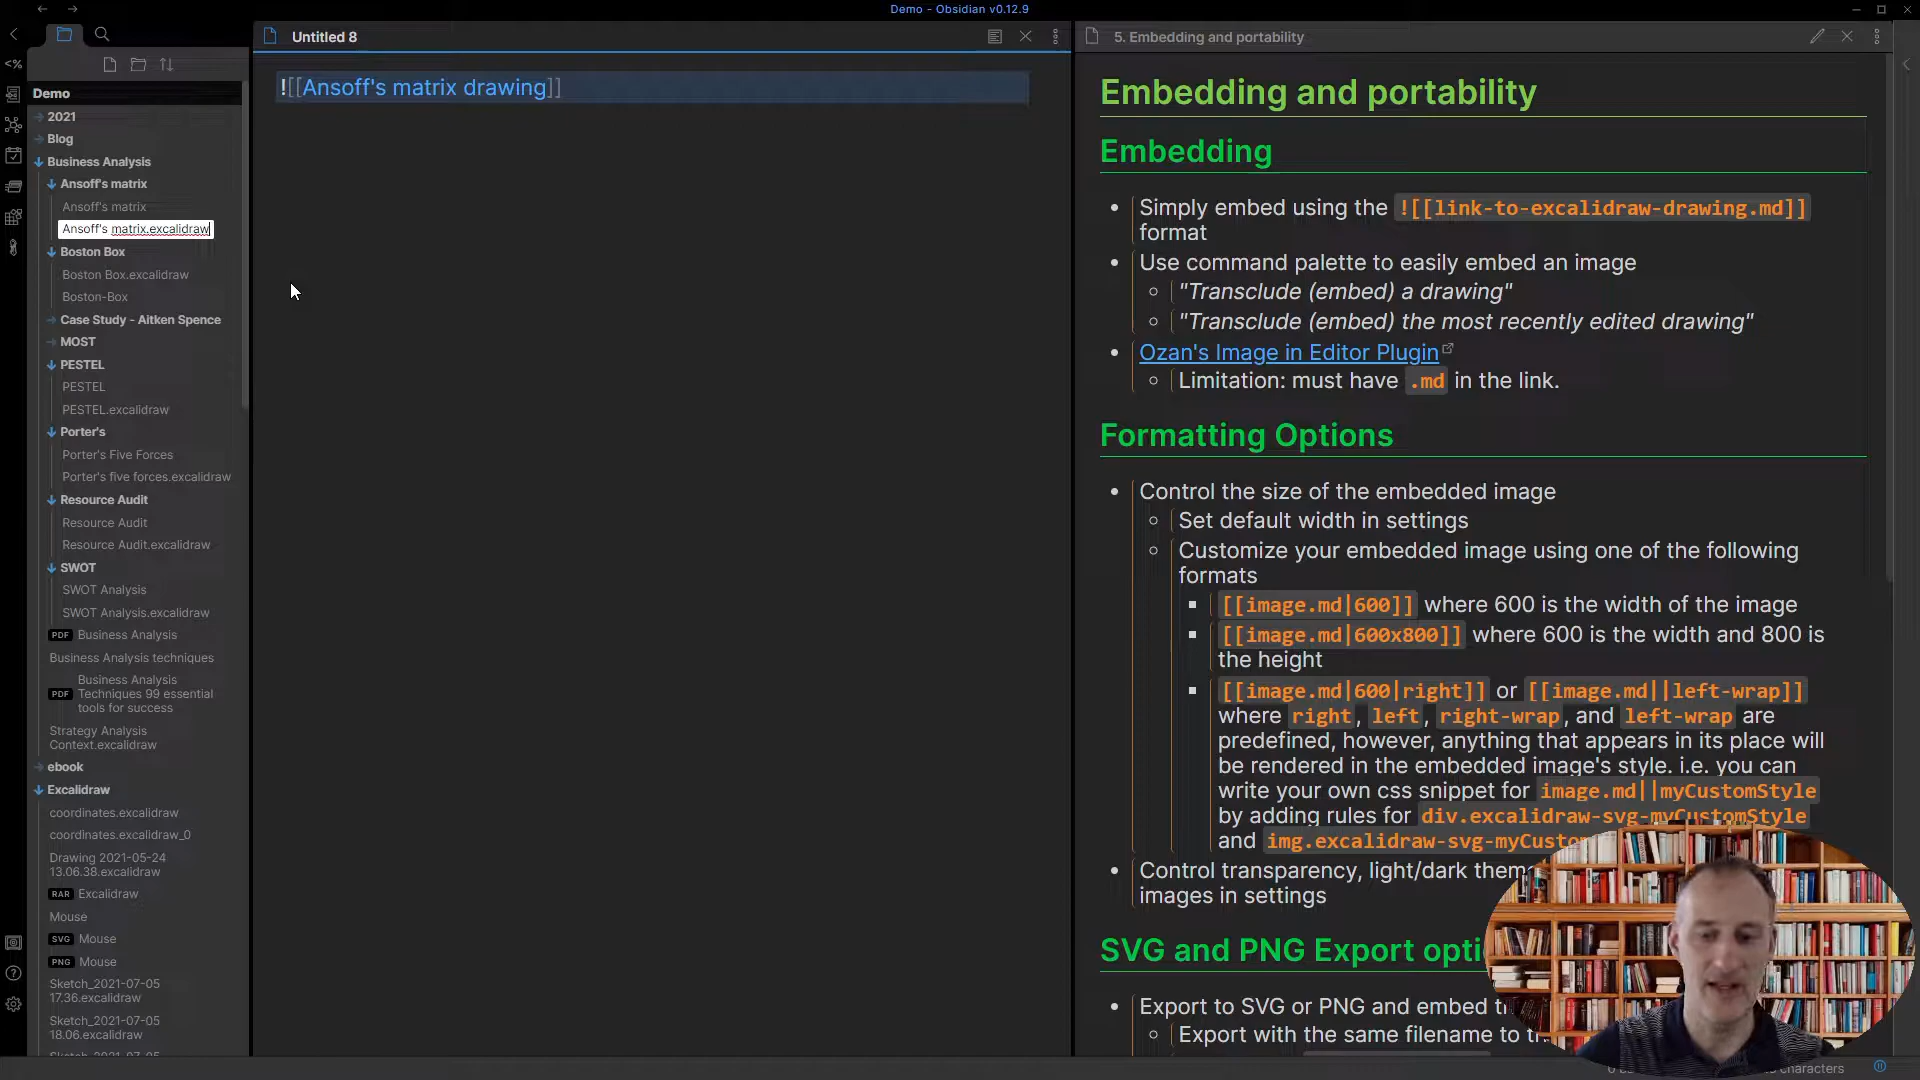 Demo - Obsidian v0.12.9
Untitled 8
5. Embedding and portability
Demo
2021
Blog
Business Analysis
Ansoff's matrix
Ansoff's matrix
Ansoff's matrix.excalidraw
Boston Box
Boston Box.excalidraw
Boston-Box
Case Study - Aitken Spence
MOST
PESTEL
PESTEL
PESTEL.excalidraw
Porter's
Porter's Five Forces
Porter's five forces.excalidraw
Resource Audit
Resource Audit
Resource Audit.excalidraw
SWOT
SWOT Analysis
SWOT Analysis.excalidraw
PDF Business Analysis
Business Analysis techniques
PDF Business Analysis
Techniques 99 essential
tools for success
Strategy Analysis
Context.excalidraw
ebook
Excalidraw
coordinates.excalidraw
coordinates.excalidraw_0
Drawing 2021-05-24
13.06.38.excalidraw
RAR Excalidraw
Mouse
SVG Mouse
PNG Mouse
Sketch_2021-07-05
17.36.excalidraw
Sketch_2021-07-05
18.06.excalidraw
Sketch_2021-07-05
![[Ansoff's matrix drawing]]
Embedding and portability
Embedding
Simply embed using the ![[link-to-excalidraw-drawing.md]]
format
Use command palette to easily embed an image
"Transclude (embed) a drawing"
"Transclude (embed) the most recently edited drawing"
Ozan's Image in Editor Plugin
Limitation: must have .md in the link.
Formatting Options
Control the size of the embedded image
Set default width in settings
Customize your embedded image using one of the following
formats
[[image.md|600]] where 600 is the width of the image
[[image.md|600x800]] where 600 is the width and 800 is
the height
[[image.md|600|right]] or [[image.md||left-wrap]]
where right, left, right-wrap, and left-wrap are
predefined, however, anything that appears in its place will
be rendered in the embedded image's style. i.e. you can
write your own css snippet for image.md||myCustomStyle
by adding rules for div.excalidraw-svg-myCustomStyle
and img.excalidraw-svg-myCustom
Control transparency, light/dark theme
images in settings
SVG and PNG Export opti
Export to SVG or PNG and embed
Export with the same filename to
characters